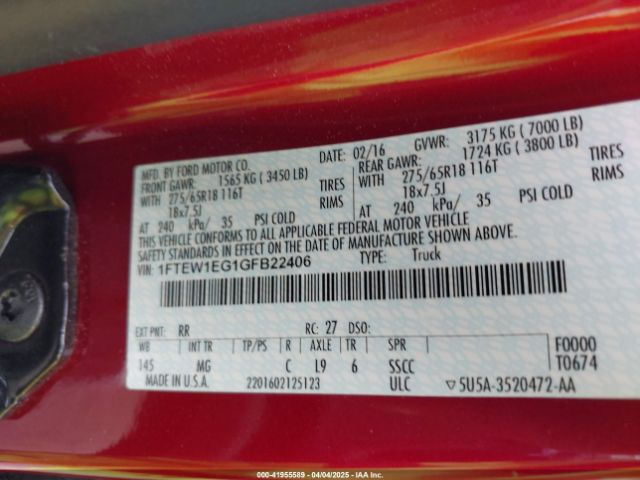 MFD. BY FORD MOTOR CO. DATE: 02/16 GVWR: 3175 KG ( 7000 LB)
FRONT GAWR: 1565 KG ( 3450 LB) REAR GAWR: 1724 KG ( 3800 LB)
WITH 275/65R18 116T TIRES WITH 275/65R18 116T TIRES
18x7.5J RIMS 18x7.5J RIMS
AT 240 kPa/ 35 PSI COLD AT 240 kPa/ 35 PSI COLD
THIS VEHICLE CONFORMS TO ALL APPLICABLE FEDERAL MOTOR VEHICLE
SAFETY STANDARDS IN EFFECT ON THE DATE OF MANUFACTURE SHOWN ABOVE.
VIN: 1FTEW1EG1GFB22406 TYPE: Truck
EXT PNT: RR RC: 27 DSO:
WB INT TR TP/PS R AXLE TR SPR F0000
145 MG C L9 6 SSCC T0674
MADE IN U.S.A. 2201602125123 ULC ▽5U5A-3520472-AA
000-41955589 - 04/04/2025 - IAA Inc.